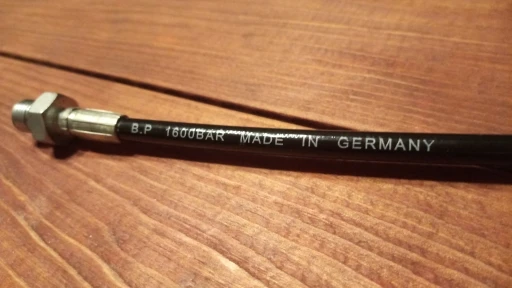 B.P 1600BAR MADE IN GERMANY